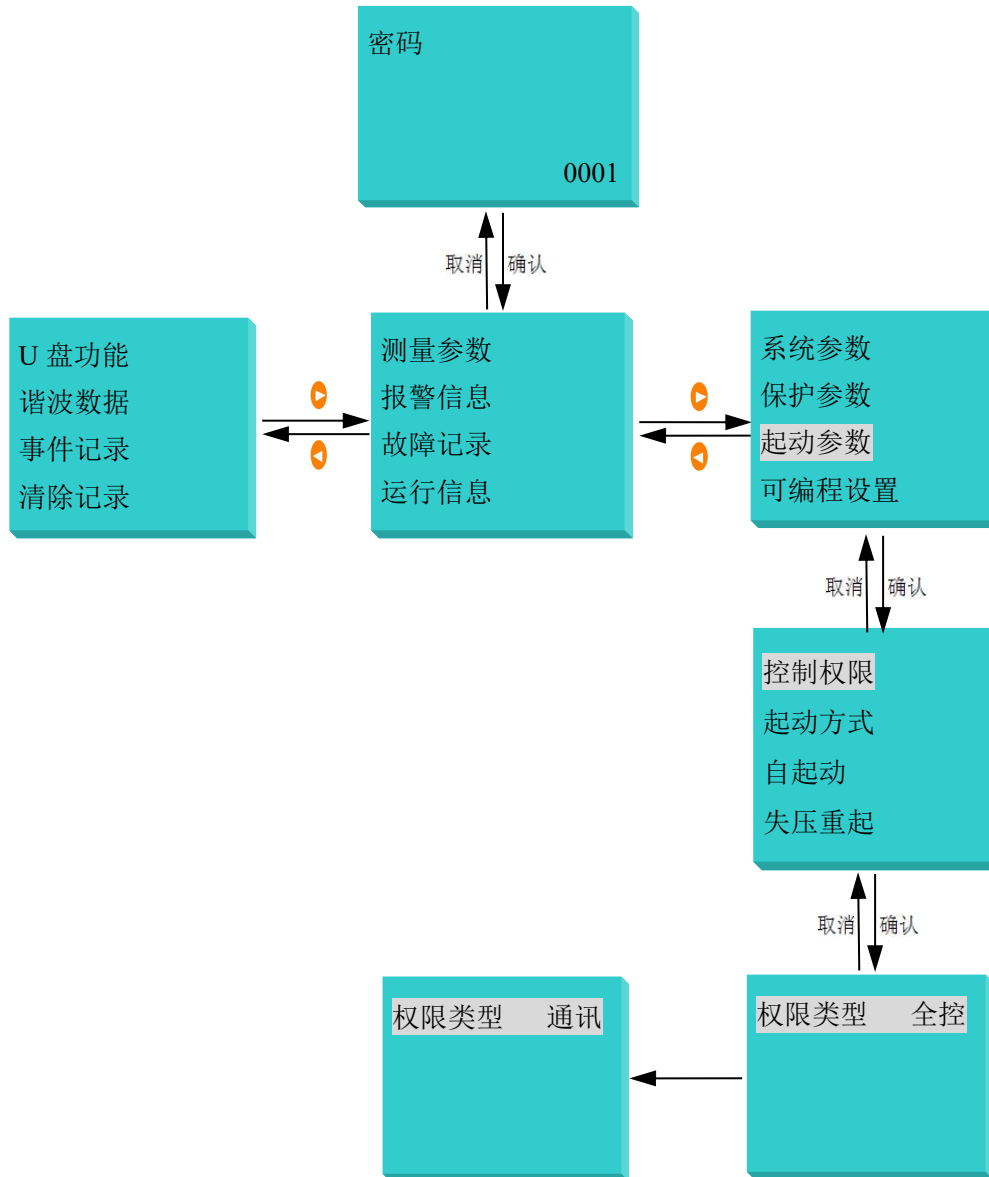 密码
0001
取消 确认
U 盘功能
谐波数据
事件记录
清除记录
测量参数
报警信息
故障记录
运行信息
系统参数
保护参数
起动参数
可编程设置
取消 确认
控制权限
起动方式
自起动
失压重起
取消 确认
权限类型 通讯
权限类型 全控